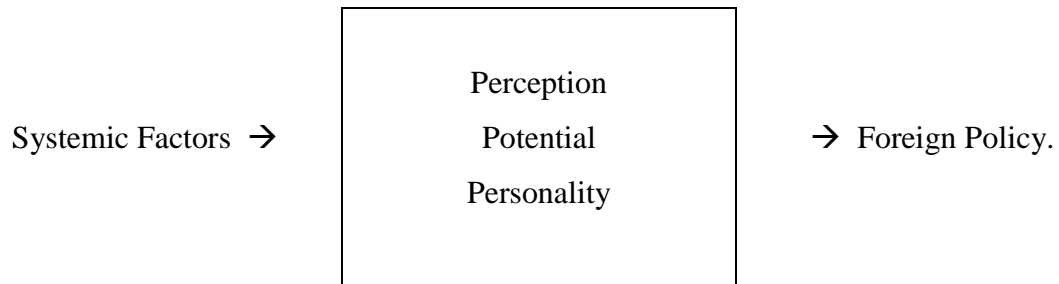 Perception
Systemic Factors → Potential → Foreign Policy.
Personality